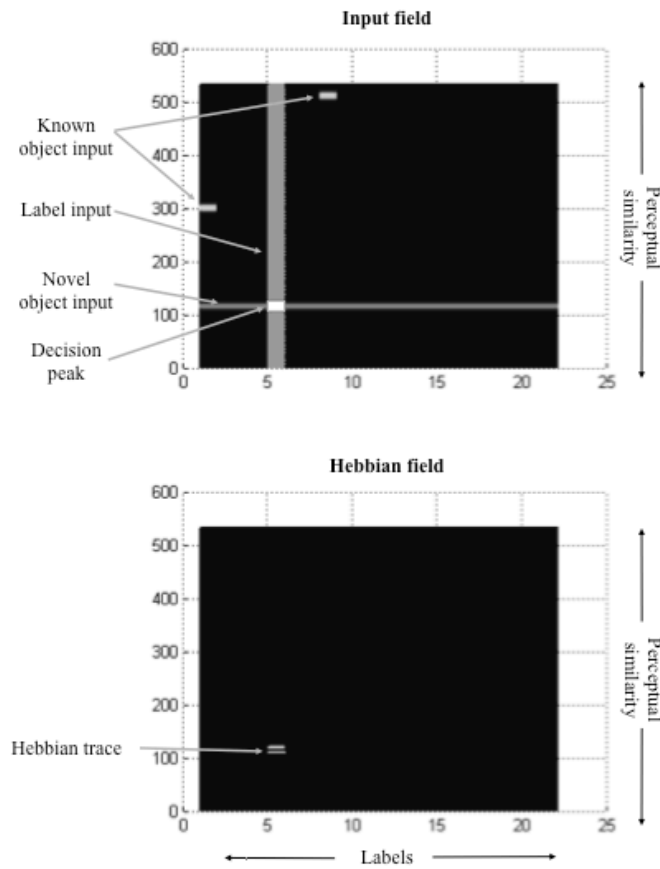 Input field
600
500
400
300
200
100
0
0 5 10 15 20 25
Known
object input
Label input
Novel
object input
Decision
peak
Perceptual
similarity
Hebbian field
600
500
400
300
200
100
0
0 5 10 15 20 25
Hebbian trace
Perceptual
similarity
Labels